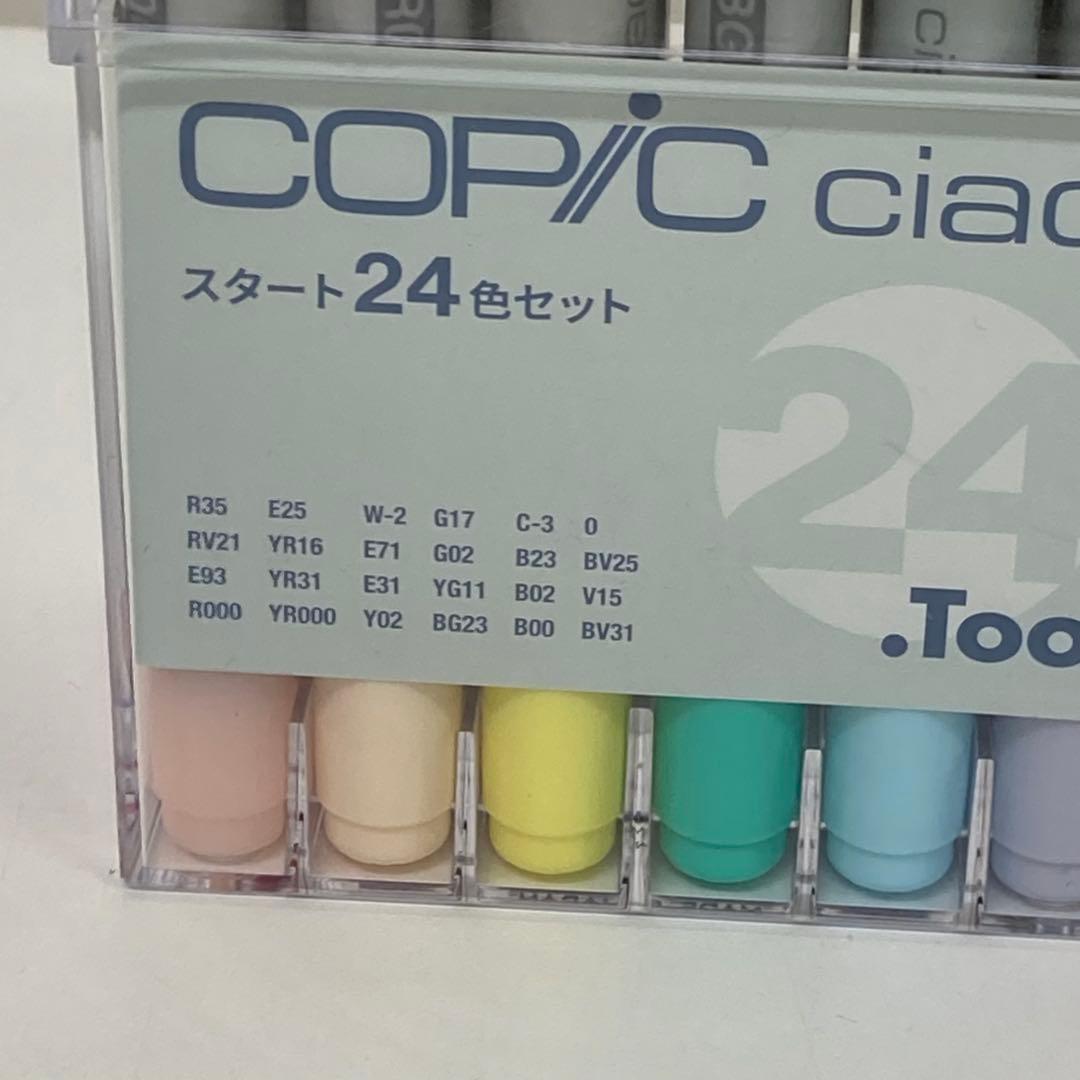 COPiC ciao
スタート24色セット
24
R35 E25 W-2 G17 C-3 0
RV21 YR16 E71 G02 B23 BV25
E93 YR31 E31 YG11 B02 V15
R000 YR000 Y02 BG23 B00 BV31
.Too